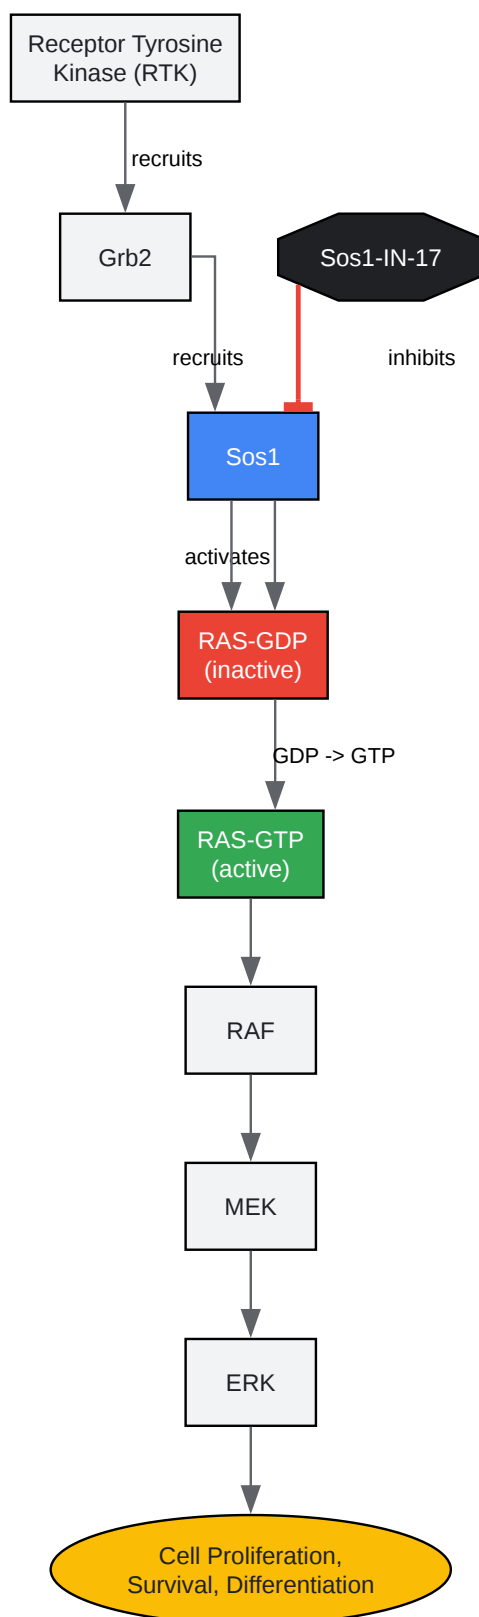 Receptor Tyrosine
Kinase (RTK)
recruits
Grb2
Sos1-IN-17
recruits
inhibits
Sos1
activates
RAS-GDP
(inactive)
GDP -> GTP
RAS-GTP
(active)
RAF
MEK
ERK
Cell Proliferation,
Survival, Differentiation